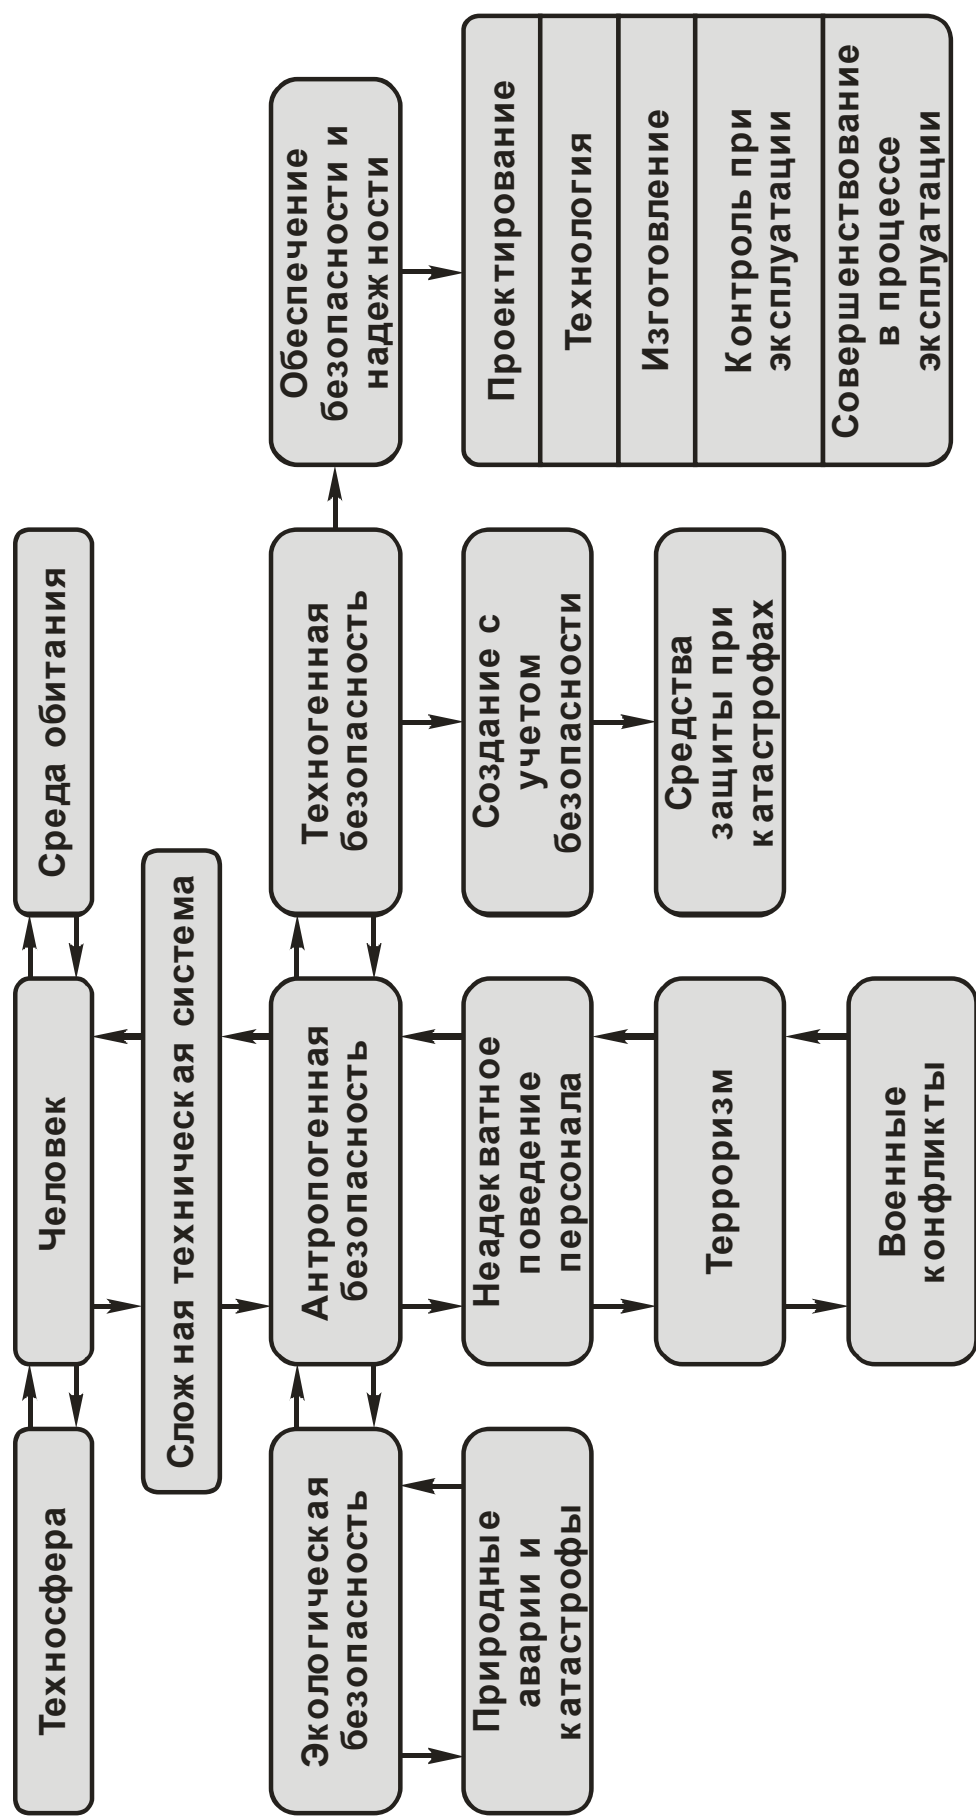 Техносфера
Человек
Среда обитания
Сложная техническая система
Экологическая
безопасность
Антропогенная
безопасность
Техногенная
безопасность
Обеспечение
безопасности и
надежности
Природные
аварии и
катастрофы
Неадекватное
поведение
персонала
Создание с
учетом
безопасности
Проектирование
Технология
Изготовление
Контроль при
эксплуатации
Совершенствование
в процессе
эксплуатации
Терроризм
Средства
защиты при
катастрофах
Военные
конфликты